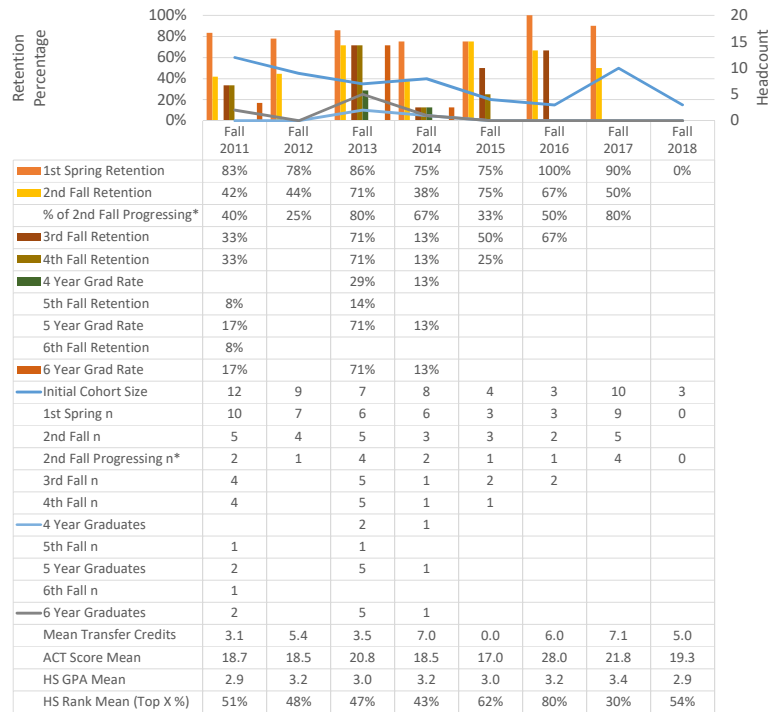 Retention
Percentage
100%
80%
60%
40%
20%
0%
20
15
10
5
0
Headcount
Fall 2011 Fall 2012 Fall 2013 Fall 2014 Fall 2015 Fall 2016 Fall 2017 Fall 2018
1st Spring Retention 83% 78% 86% 75% 75% 100% 90% 0%
2nd Fall Retention 42% 44% 71% 38% 75% 67% 50%
% of 2nd Fall Progressing* 40% 25% 80% 67% 33% 50% 80%
3rd Fall Retention 33% 71% 13% 50% 67%
4th Fall Retention 33% 71% 13% 25%
4 Year Grad Rate 29% 13%
5th Fall Retention 8% 14%
5 Year Grad Rate 17% 71% 13%
6th Fall Retention 8%
6 Year Grad Rate 17% 71% 13%
Initial Cohort Size 12 9 7 8 4 3 10 3
1st Spring n 10 7 6 6 3 3 9 0
2nd Fall n 5 4 5 3 3 2 5
2nd Fall Progressing n* 2 1 4 2 1 1 4 0
3rd Fall n 4 5 1 2 2
4th Fall n 4 5 1 1
4 Year Graduates 2 1
5th Fall n 1 1
5 Year Graduates 2 5 1
6th Fall n 1
6 Year Graduates 2 5 1
Mean Transfer Credits 3.1 5.4 3.5 7.0 0.0 6.0 7.1 5.0
ACT Score Mean 18.7 18.5 20.8 18.5 17.0 28.0 21.8 19.3
HS GPA Mean 2.9 3.2 3.0 3.2 3.0 3.2 3.4 2.9
HS Rank Mean (Top X %) 51% 48% 47% 43% 62% 80% 30% 54%